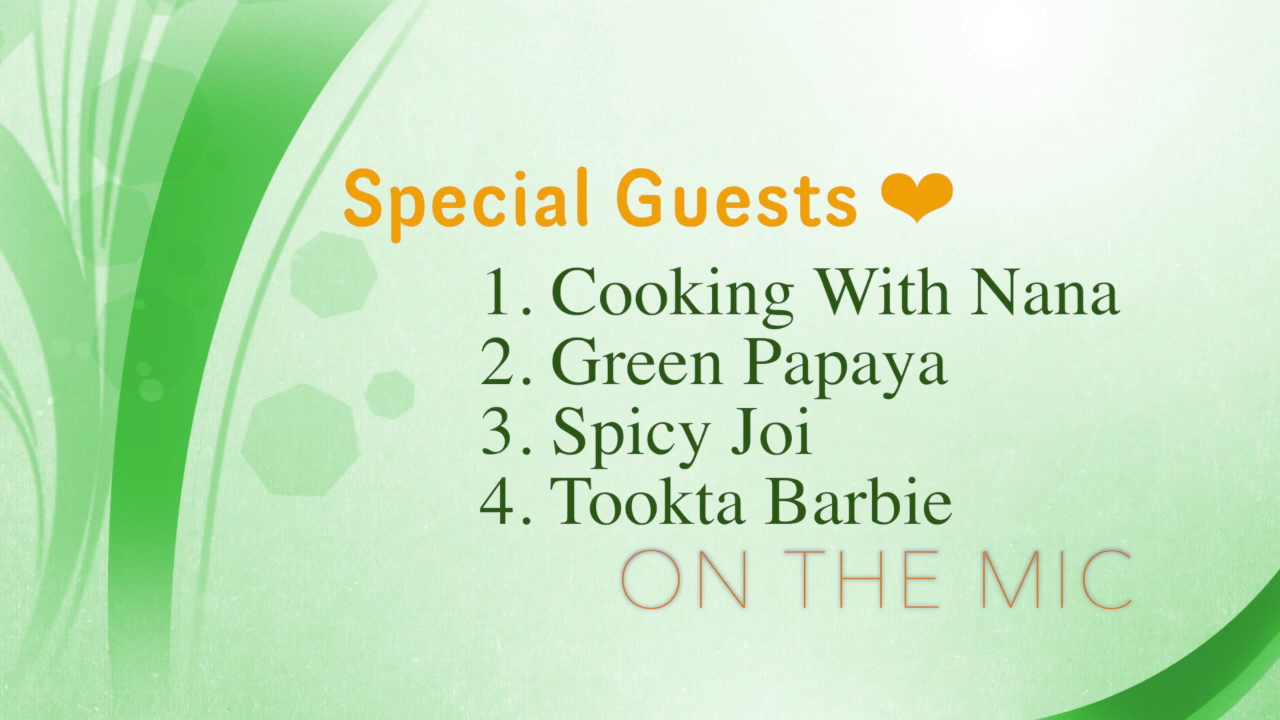 Special Guests ❤
1. Cooking With Nana
2. Green Papaya
3. Spicy Joi
4. Tookta Barbie
ON THE MIC